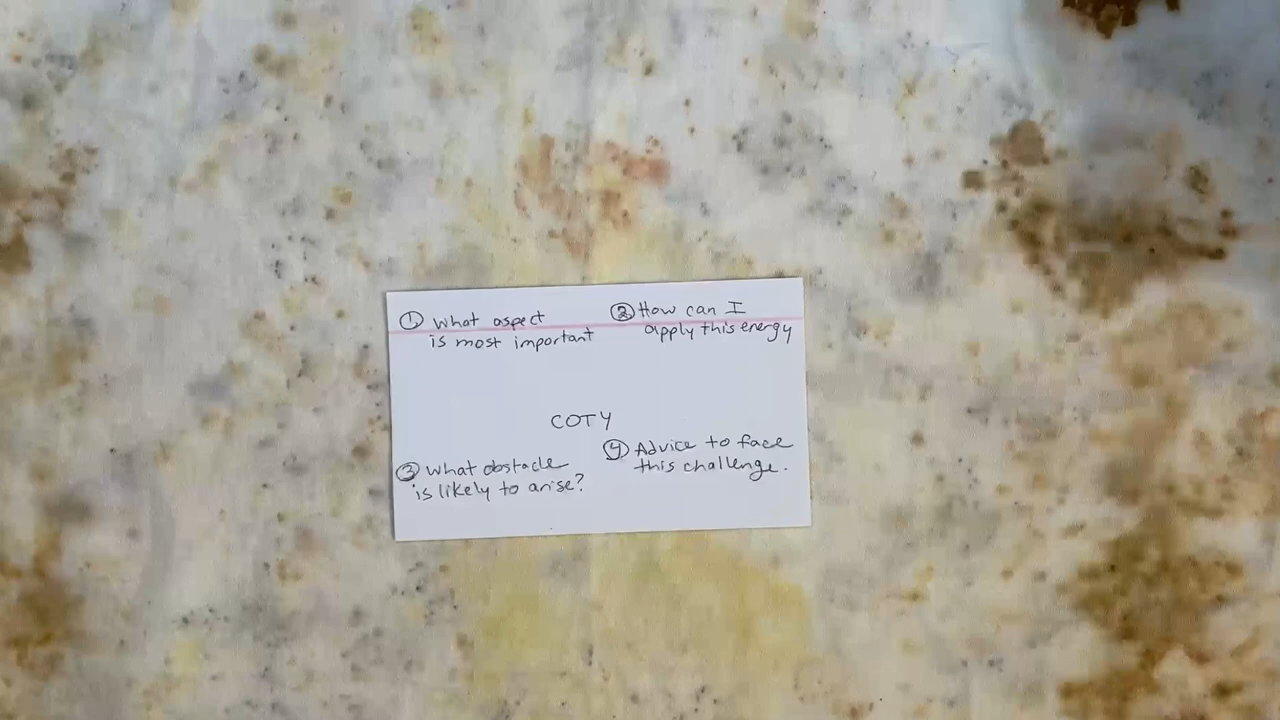 ① What aspect
is most important
② How can I
apply this energy
COTY
③ What obstacle
is likely to arise?
④ Advice to face
this challenge.